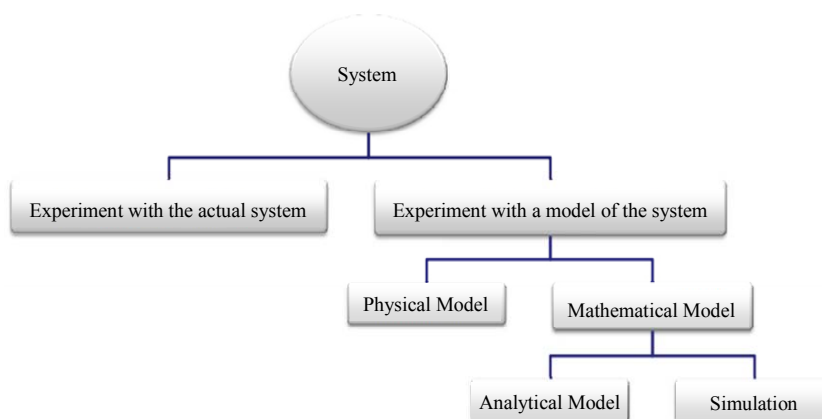 System
Experiment with the actual system
Experiment with a model of the system
Physical Model
Mathematical Model
Analytical Model
Simulation